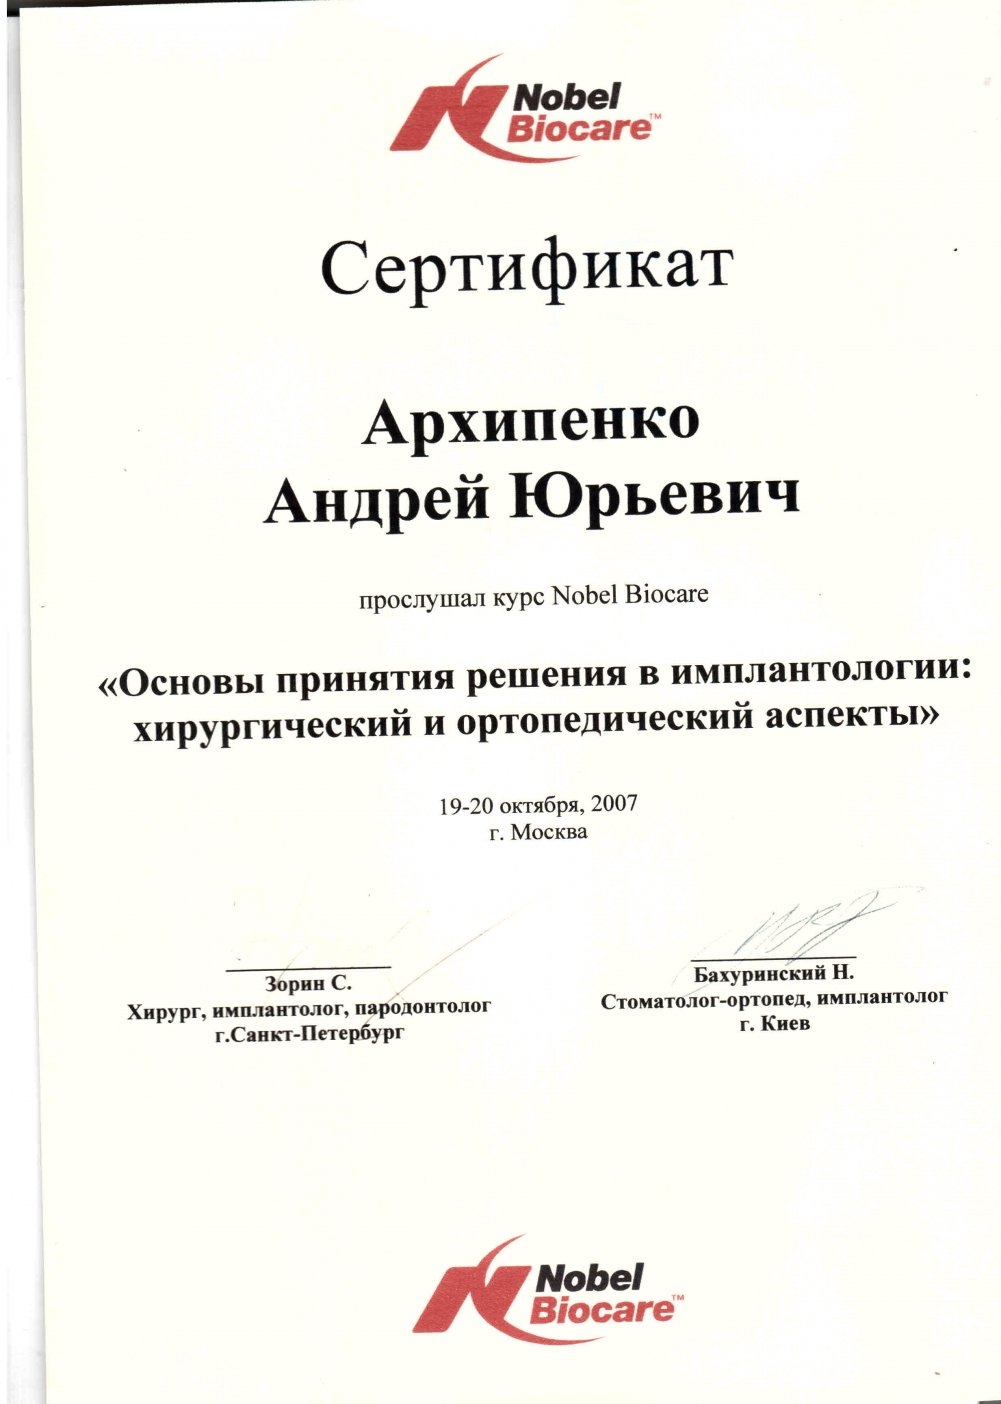 Nobel
Biocare™
Сертификат
Архипенко
Андрей Юрьевич
прослушал курс Nobel Biocare
«Основы принятия решения в имплантологии:
хирургический и ортопедический аспекты»
19-20 октября, 2007
г. Москва
Зорин С.
Хирург, имплантолог, пародонтолог
г.Санкт-Петербург
Бахуринский Н.
Стоматолог-ортопед, имплантолог
г. Киев
Nobel
Biocare™